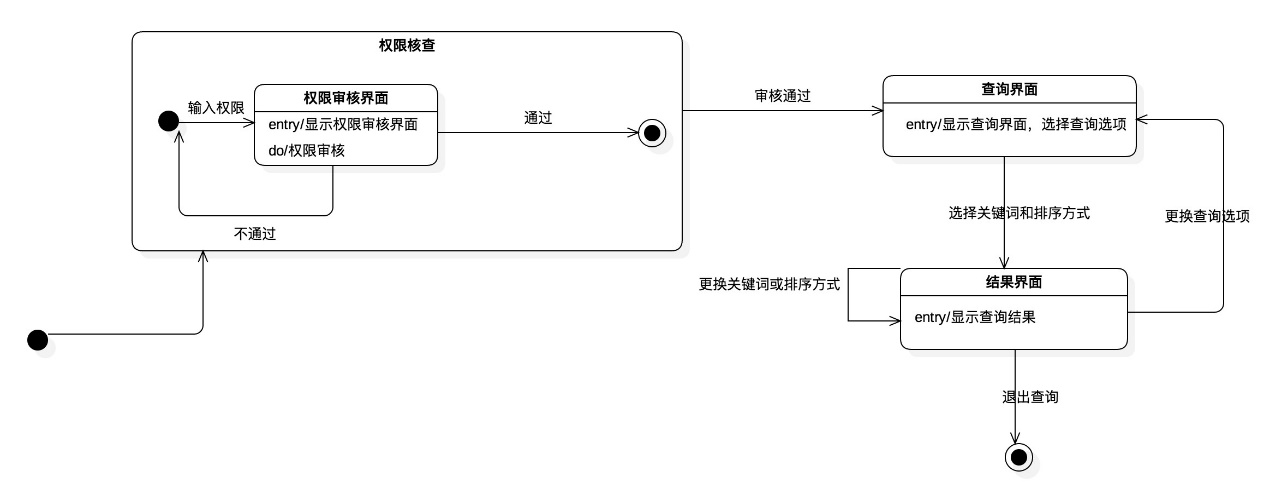 权限核查
输入权限
权限审核界面
entry/显示权限审核界面
do/权限审核
通过
不通过
审核通过
查询界面
entry/显示查询界面，选择查询选项
选择关键词和排序方式
更换查询选项
更换关键词或排序方式
结果界面
entry/显示查询结果
退出查询